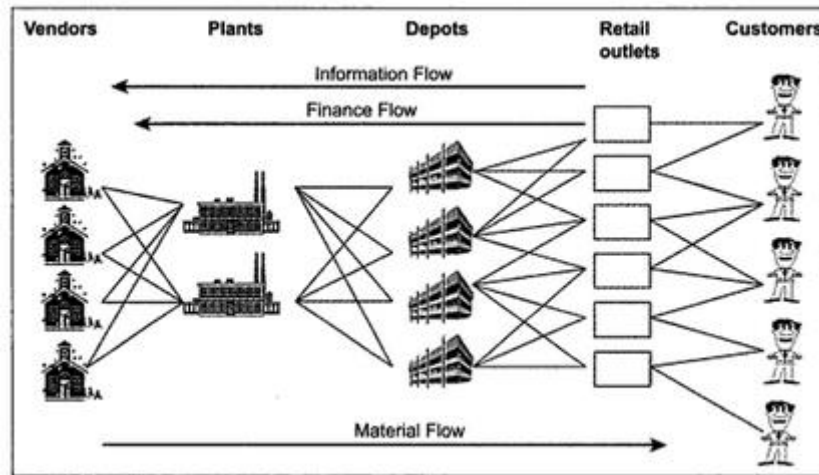 Vendors Plants Depots Retail outlets Customers
Information Flow
Finance Flow
Material Flow